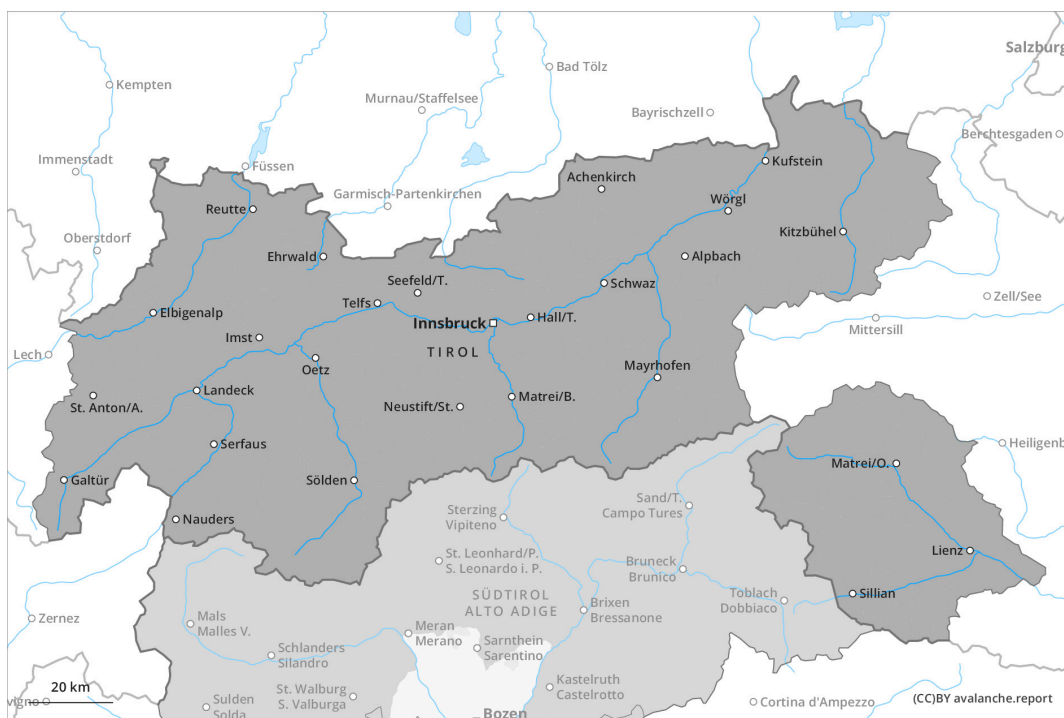 Salzburg
Bad Tölz
Kempten
Murnau/Staffelsee
Bayrischzell
Berchtesgaden
Immenstadt
Füssen
Kufstein
Achenkirch
Garmisch-Partenkirchen
Reutte
Wörgl
Oberstdorf
Kitzbühel
Ehrwald
Alpbach
Seefeld/T.
Schwaz
Zell/See
Telfs
Elbigenalp
Innsbruck
Hall/T.
Mittersill
Imst
TIROL
Lech
Oetz
Mayrhofen
Landeck
St. Anton/A.
Neustift/St.
Matrei/B.
Serfaus
Heiligenb
Matrei/O.
Galtür
Sölden
Sand/T.
Campo Tures
Nauders
Sterzing
Vipiteno
Lienz
St. Leonhard/P.
S. Leonardo i. P.
Bruneck
Brunico
SÜDTIROL
ALTO ADIGE
Toblach
Dobbiaco
Sillian
Brixen
Bressanone
Zernez
Mals
Malles V.
Meran
Merano
Sarnthein
Sarentino
Schlanders
Silandro
Kastelruth
Castelrotto
20 km
vigno
St. Walburg
S. Valburga
Sulden
Solda
Cortina d'Ampezzo
(CC)BY avalanche.report
Bozen